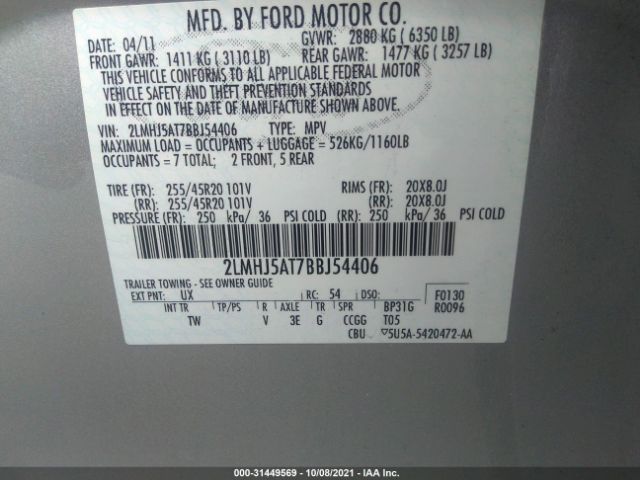 MFD. BY FORD MOTOR CO.
DATE: 04/11 GVWR: 2880 KG ( 6350 LB)
FRONT GAWR: 1411 KG ( 3110 LB) REAR GAWR: 1477 KG ( 3257 LB)
THIS VEHICLE CONFORMS TO ALL APPLICABLE FEDERAL MOTOR
VEHICLE SAFETY AND THEFT PREVENTION STANDARDS
IN EFFECT ON THE DATE OF MANUFACTURE SHOWN ABOVE.
VIN: 2LMHJ5AT7BBJ54406 TYPE: MPV
MAXIMUM LOAD = OCCUPANTS + LUGGAGE = 526KG/1160LB
OCCUPANTS = 7 TOTAL; 2 FRONT, 5 REAR
TIRE (FR): 255/45R20 101V RIMS (FR): 20X8.0J
(RR): 255/45R20 101V (RR): 20X8.0J
PRESSURE (FR): 250 kPa/ 36 PSI COLD (RR): 250 kPa/ 36 PSI COLD
2LMHJ5AT7BBJ54406
TRAILER TOWING - SEE OWNER GUIDE
EXT PNT: UX RC: 54 DSO: F0130
INT TR TP/PS R AXLE TR SPR BP31G R0096
TW V 3E G CCGG T05
CBU ▽5U5A-5420472-AA
000-31449569 - 10/08/2021 - IAA Inc.